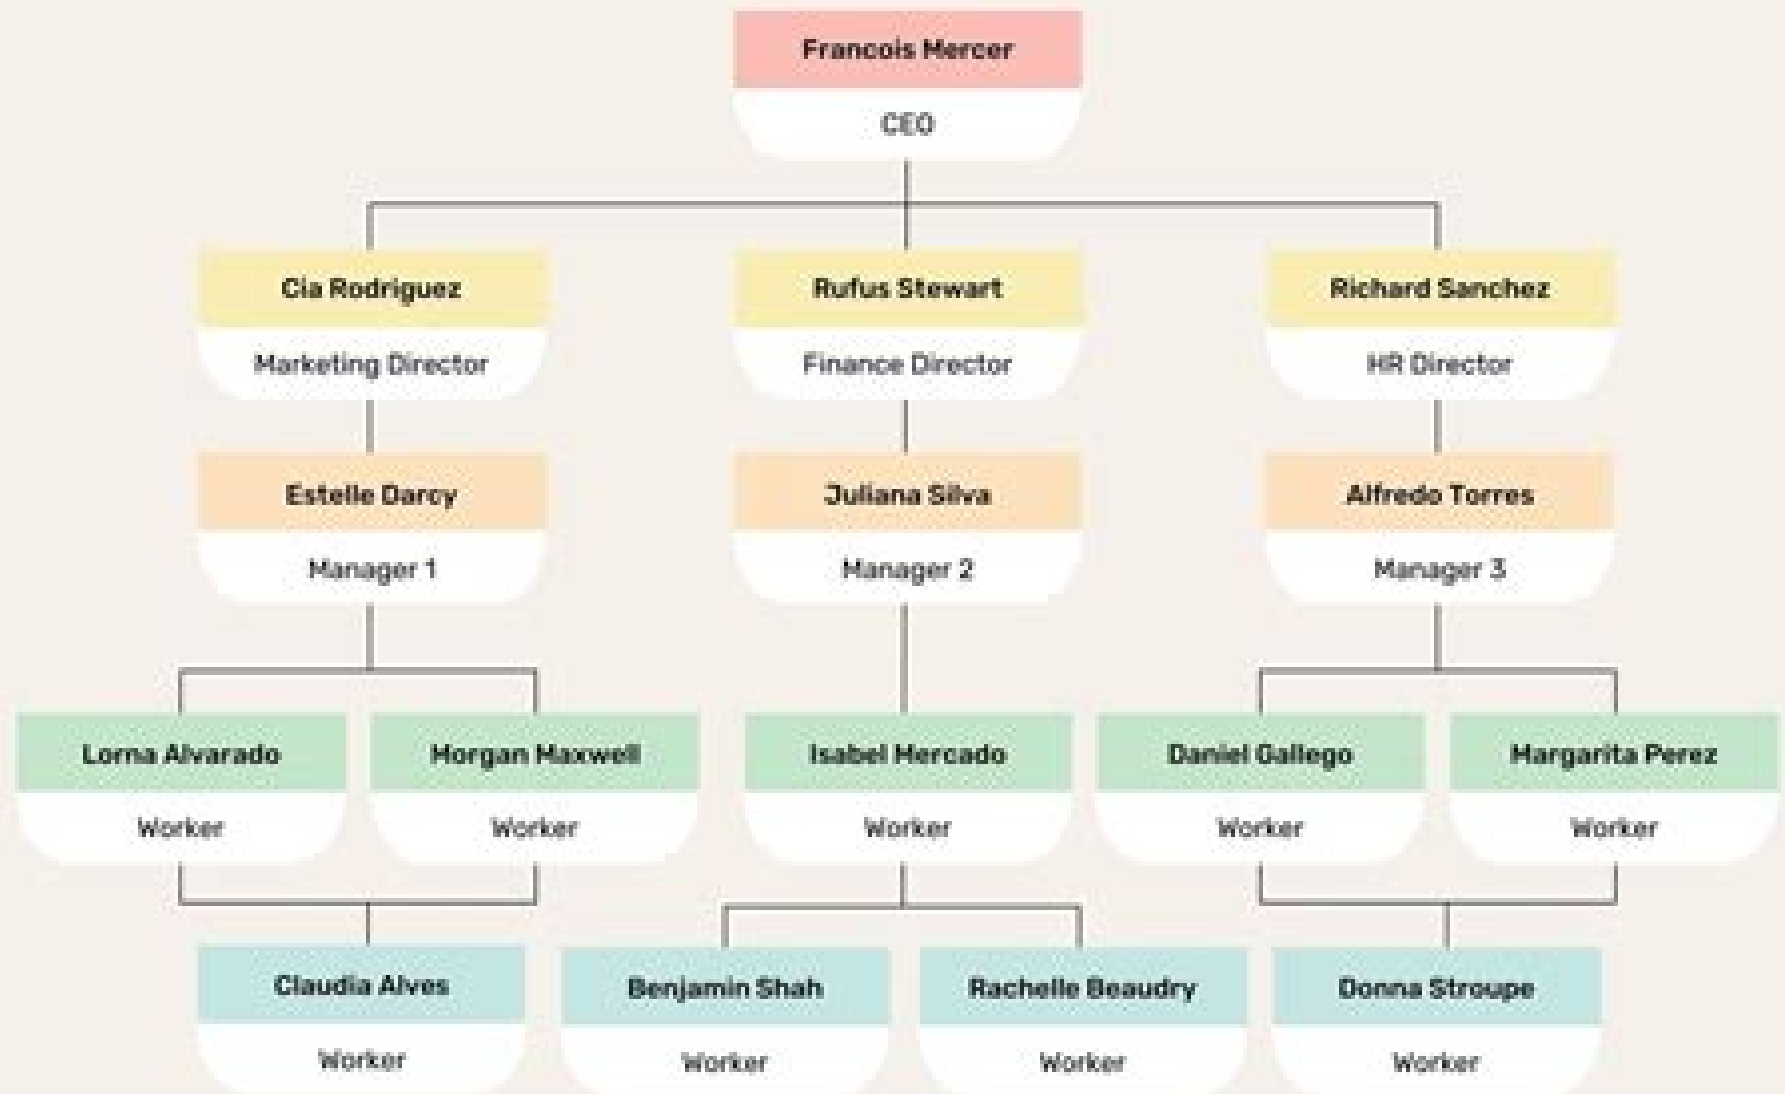 Francois Mercer
CEO
Cia Rodriguez
Rufus Stewart
Richard Sanchez
Marketing Director
Finance Director
HR Director
Estelle Darcy
Juliana Silva
Alfredo Torres
Manager 1
Manager 2
Manager 3
Lorna Alvarado
Morgan Maxwell
Isabel Mercado
Daniel Gallego
Margarita Perez
Worker
Worker
Worker
Worker
Worker
Claudia Alves
Benjamin Shah
Rachelle Beaudry
Donna Stroupe
Worker
Worker
Worker
Worker